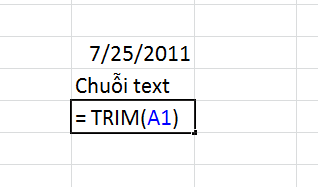 7/25/2011
Chuỗi text
= TRIM(A1)